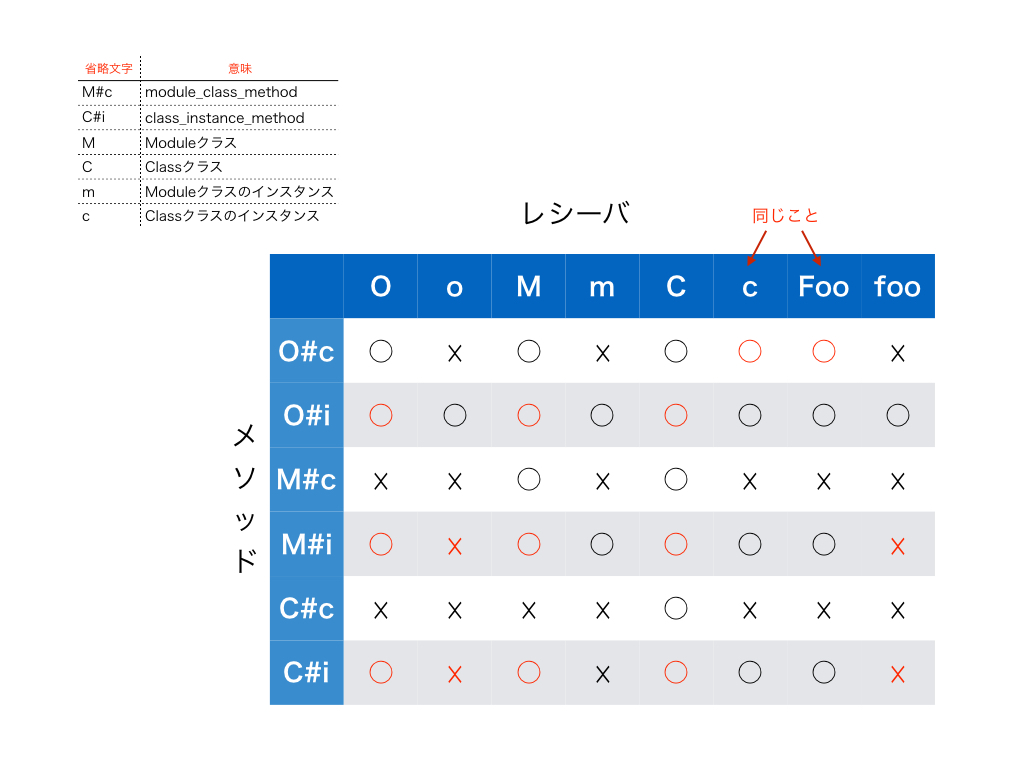 省略文字 意味
M#c module_class_method
C#i class_instance_method
M Moduleクラス
C Classクラス
m Moduleクラスのインスタンス
c Classクラスのインスタンス
レシーバ
同じこと
O o M m C c Foo foo
O#c ○ x ○ x ○ ○ ○ x
O#i ○ ○ ○ ○ ○ ○ ○ ○
M#c x x ○ x ○ x x x
M#i ○ x ○ ○ ○ ○ ○ x
C#c x x x x ○ x x x
C#i ○ x ○ x ○ ○ ○ x
メソッド